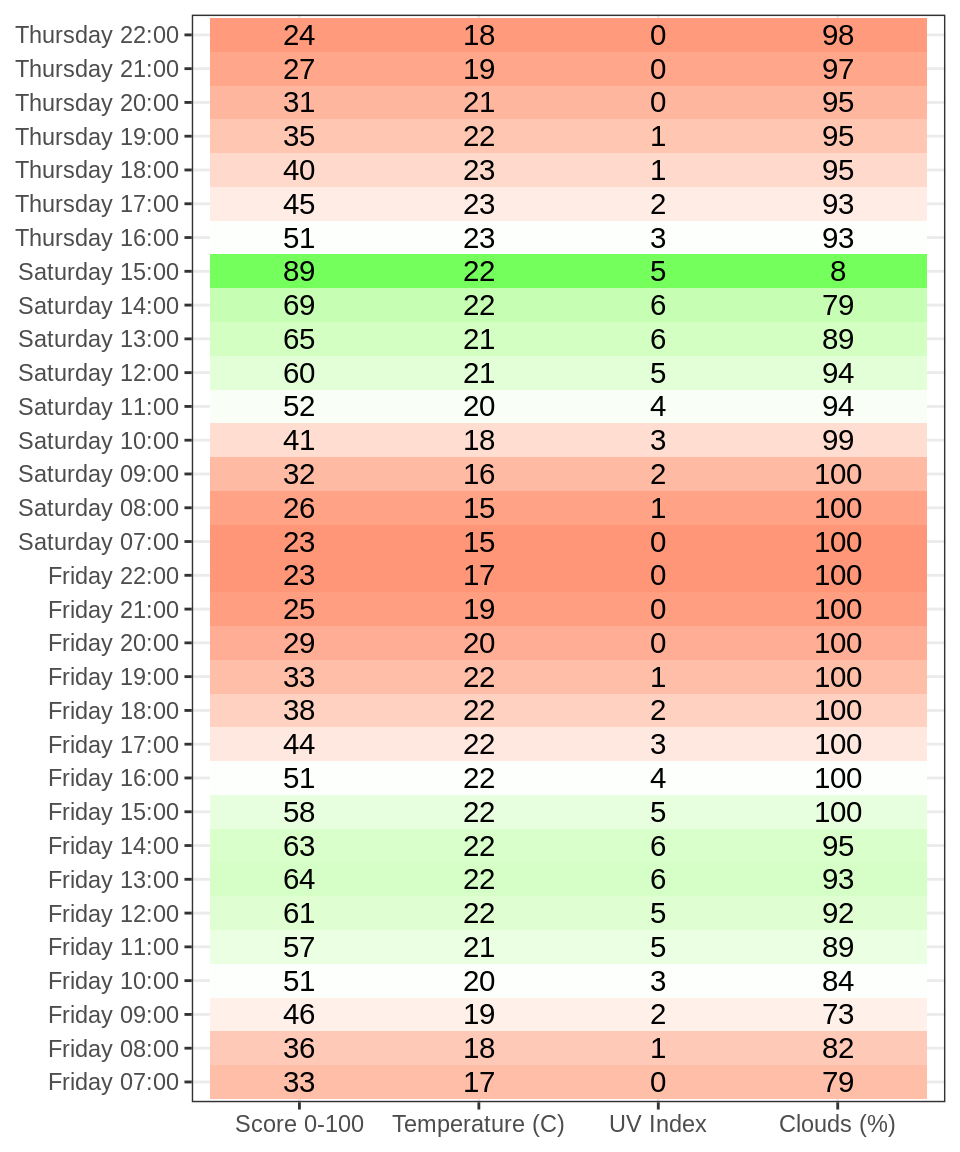 Thursday 22:00 24 18 0 98
Thursday 21:00 27 19 0 97
Thursday 20:00 31 21 0 95
Thursday 19:00 35 22 1 95
Thursday 18:00 40 23 1 95
Thursday 17:00 45 23 2 93
Thursday 16:00 51 23 3 93
Saturday 15:00 89 22 5 8
Saturday 14:00 69 22 6 79
Saturday 13:00 65 21 6 89
Saturday 12:00 60 21 5 94
Saturday 11:00 52 20 4 94
Saturday 10:00 41 18 3 99
Saturday 09:00 32 16 2 100
Saturday 08:00 26 15 1 100
Saturday 07:00 23 15 0 100
Friday 22:00 23 17 0 100
Friday 21:00 25 19 0 100
Friday 20:00 29 20 0 100
Friday 19:00 33 22 1 100
Friday 18:00 38 22 2 100
Friday 17:00 44 22 3 100
Friday 16:00 51 22 4 100
Friday 15:00 58 22 5 100
Friday 14:00 63 22 6 95
Friday 13:00 64 22 6 93
Friday 12:00 61 22 5 92
Friday 11:00 57 21 5 89
Friday 10:00 51 20 3 84
Friday 09:00 46 19 2 73
Friday 08:00 36 18 1 82
Friday 07:00 33 17 0 79
Score 0-100 Temperature (C) UV Index Clouds (%)